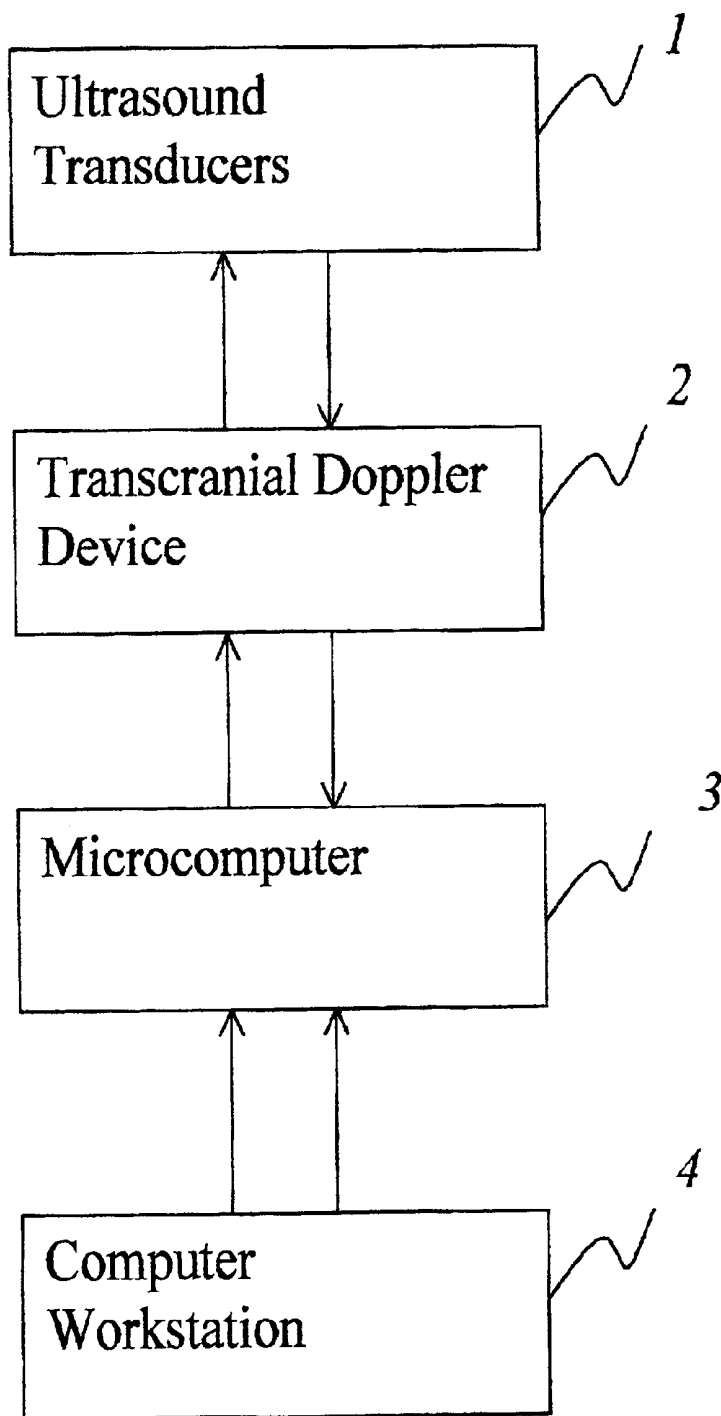 1
Ultrasound
Transducers
2
Transcranial Doppler
Device
3
Microcomputer
4
Computer
Workstation